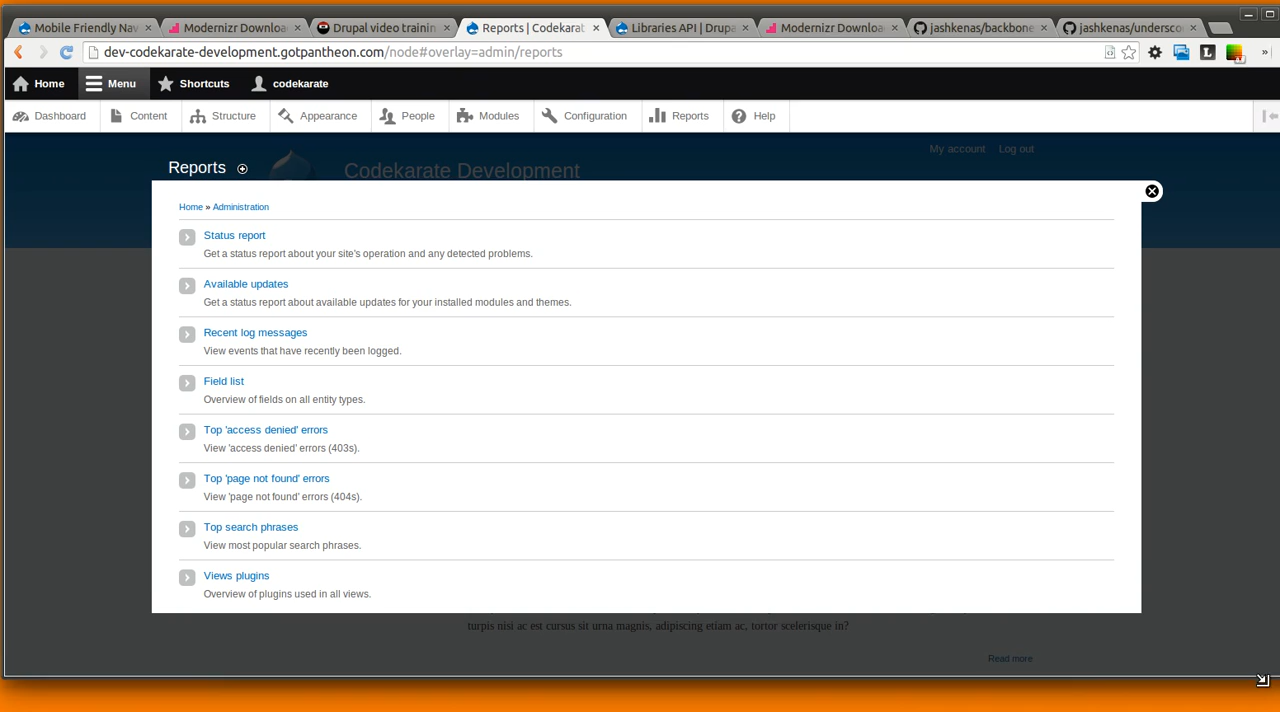 Mobile Friendly Nav
Modernizr Downloa
Drupal video trainin
Reports | Codekarat
Libraries API | Drupa
Modernizr Downloa
jashkenas/backbone
jashkenas/undersco
dev-codekarate-development.gotpantheon.com/node#overlay=admin/reports
Home Menu Shortcuts codekarate
Dashboard Content Structure Appearance People Modules Configuration Reports Help
My account Log out
Reports
Codekarate Development
Home » Administration
Status report
Get a status report about your site's operation and any detected problems.
Available updates
Get a status report about available updates for your installed modules and themes.
Recent log messages
View events that have recently been logged.
Field list
Overview of fields on all entity types.
Top 'access denied' errors
View 'access denied' errors (403s).
Top 'page not found' errors
View 'page not found' errors (404s).
Top search phrases
View most popular search phrases.
Views plugins
Overview of plugins used in all views.
turpis nisi ac est cursus sit urna magnis, adipiscing etiam ac, tortor scelerisque in?
Read more